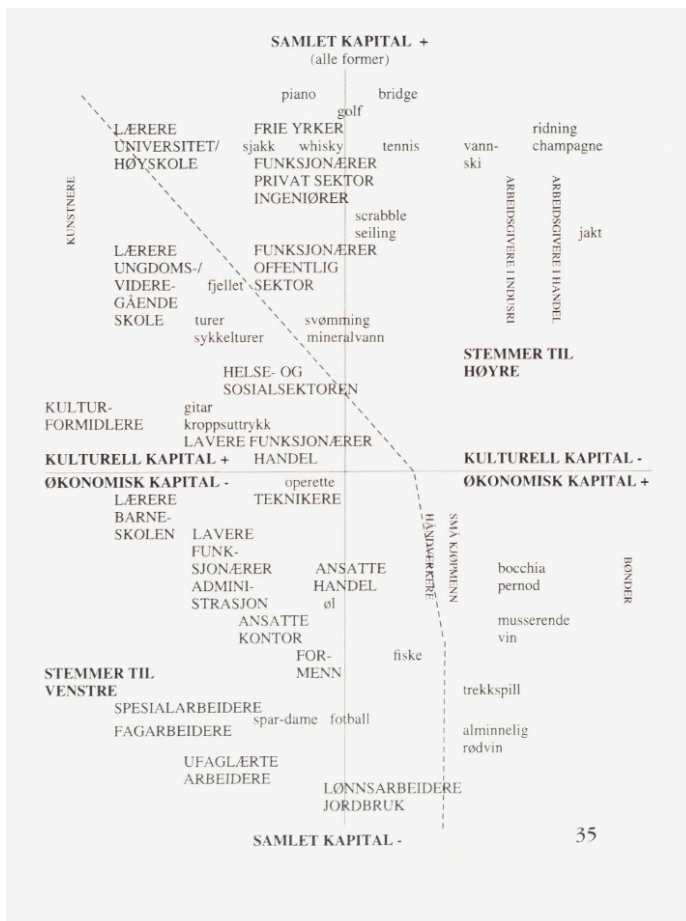 SAMLET KAPITAL +
(alle former)
piano bridge
golf
LÆRERE FRIE YRKER ridning
UNIVERSITET/ sjakk whisky tennis vann- champagne
HØYSKOLE FUNKSJONÆRER ski
PRIVAT SEKTOR
INGENIØRER
KUNSTNERE
ARBEIDSGIVERE I INDUSRI
ARBEIDSGIVERE I HANDEL
scrabble
seiling jakt
LÆRERE FUNKSJONÆRER
UNGDOMS-/ OFFENTLIG
VIDERE- fjellet SEKTOR
GÅENDE
SKOLE turer svømming
sykkelturer mineralvann
STEMMER TIL
HØYRE
HELSE- OG
SOSIALSEKTOREN
KULTUR- gitar
FORMIDLERE kroppsuttrykk
LAVERE FUNKSJONÆRER
KULTURELL KAPITAL + HANDEL KULTURELL KAPITAL -
ØKONOMISK KAPITAL - operette ØKONOMISK KAPITAL +
LÆRERE TEKNIKERE
BARNE-
SKOLEN LAVERE
FUNK-
SJONÆRER ANSATTE bocchia
ADMINI- HANDEL pernod
STRASJON øl
HÅNDVERKERE
SMÅ KJØPMENN
BØNDER
ANSATTE musserende
KONTOR vin
FOR- fiske
MENN
STEMMER TIL
VENSTRE
trekkspill
SPESIALARBEIDERE
spar-dame fotball
FAGARBEIDERE alminnelig
rødvin
UFAGLÆRTE
ARBEIDERE
LØNNSARBEIDERE
JORDBRUK
SAMLET KAPITAL -
35